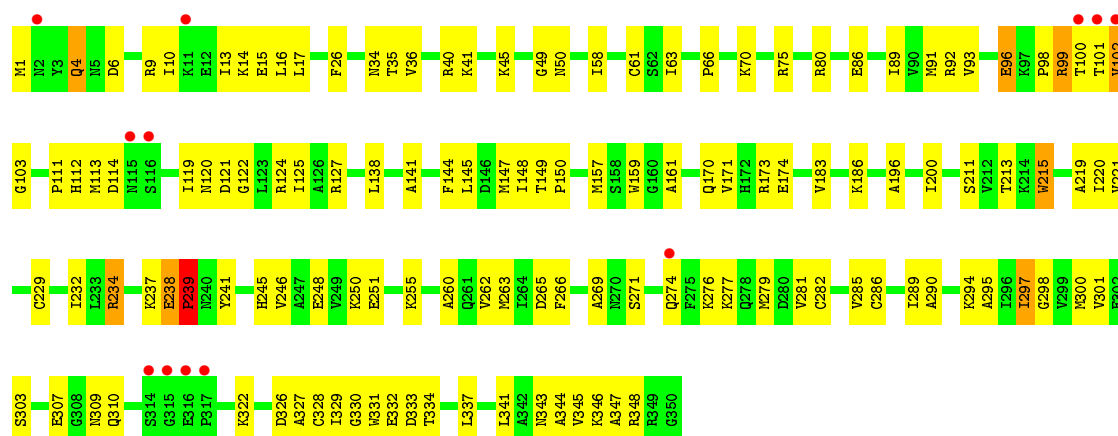 M1 N2 Y3 Q4 N5 D6 R9 I10 K11 E12 I13 K14 E15 L16 L17 F26 N34 T35 V36 R40 K41 K45 G49 N50 I58 C61 S62 I63 P66 K70 R75 R80 E86 I89 V90 M91 R92 V93 E96 K97 P98 R99 T100 T101
G103 P111 H112 M113 D114 N115 S116 I119 N120 D121 G122 L123 R124 I125 A126 R127 L138 A141 F144 L145 D146 M147 I148 T149 P150 M157 S158 W159 G160 A161 Q170 V171 H172 R173 E174 V183 K186 A196 I200 S211 V212 T213 K214 W215 A219 I220
C229 I232 L233 R234 K237 E238 P239 N240 Y241 H245 V246 A247 E248 V249 K250 E251 K255 A260 Q261 V262 M263 I264 D265 F266 A269 N270 S271 Q274 F275 K276 K277 Q278 M279 D280 V281 C282 V285 C286 I289 A290 K294 A295 I296 I297 G298 V299 M300 V301
S303 E307 G308 N309 Q310 S314 G315 E316 P317 K322 D326 A327 C328 I329 G330 W331 E332 D333 T334 L337 L341 A342 N343 A344 V345 K346 A347 R348 R349 G350